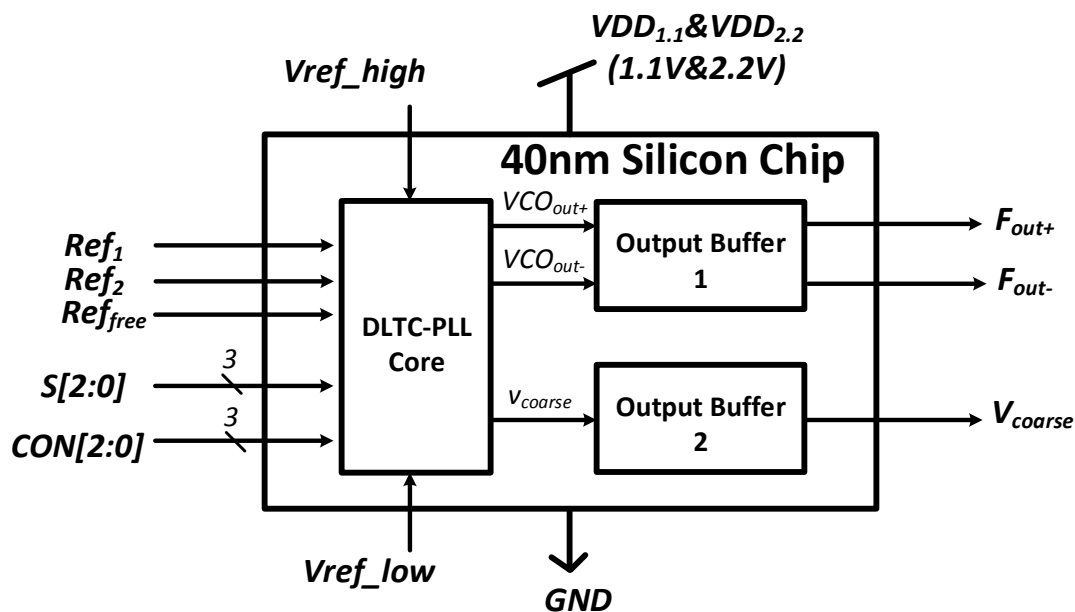 VDD1.1&VDD2.2
(1.1V&2.2V)
Vref_high
40nm Silicon Chip
Ref1
Ref2
Reffree
3
S[2:0]
3
CON[2:0]
DLTC-PLL
Core
VCOout+
VCOout-
vcoarse
Output Buffer
1
Output Buffer
2
Fout+
Fout-
Vcoarse
Vref_low
GND